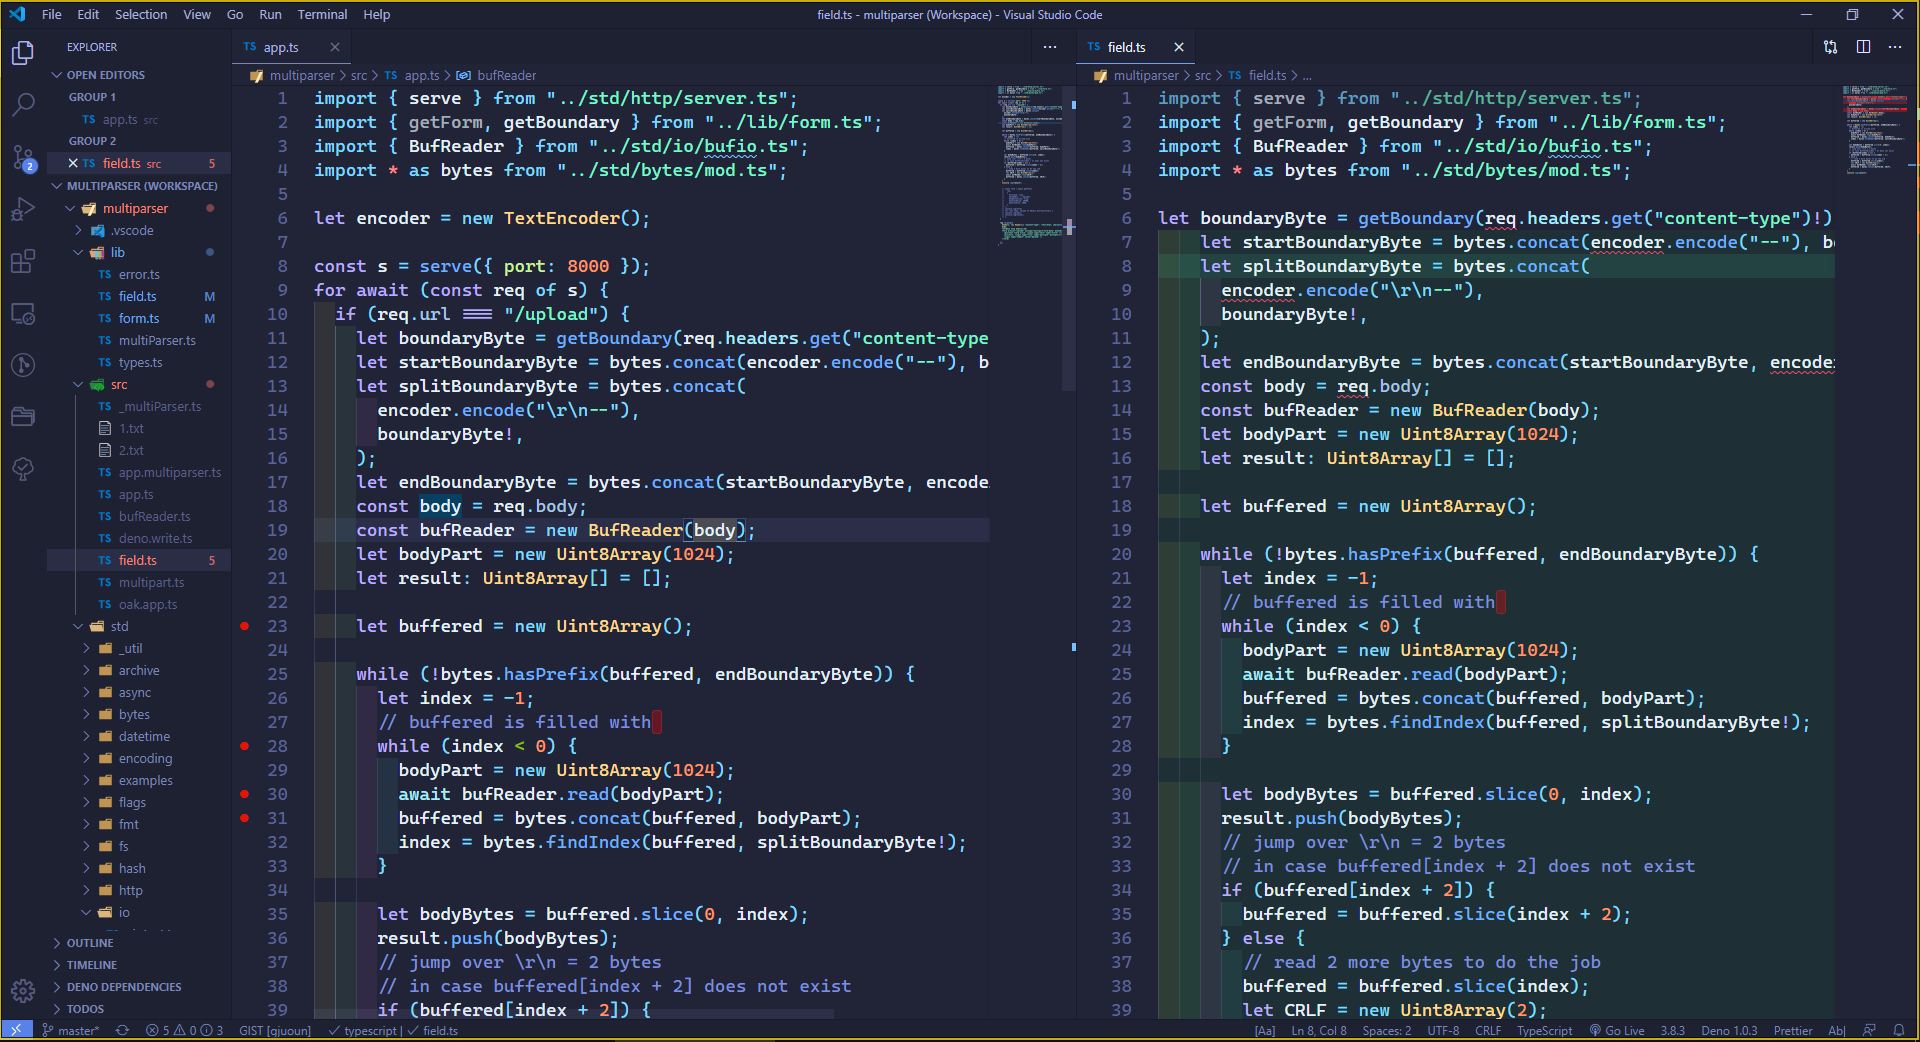 File Edit Selection View Go Run Terminal Help
field.ts - multiparser (Workspace) - Visual Studio Code
EXPLORER
OPEN EDITORS
GROUP 1
TS app.ts src
GROUP 2
TS field.ts src 5
MULTIPARSER (WORKSPACE)
multiparser
.vscode
lib
TS error.ts
TS field.ts M
TS form.ts M
TS multiParser.ts
TS types.ts
src
TS _multiParser.ts
1.txt
2.txt
TS app.multiparser.ts
TS app.ts
TS bufReader.ts
TS deno.write.ts
TS field.ts 5
TS multipart.ts
TS oak.app.ts
std
_util
archive
async
bytes
datetime
encoding
examples
flags
fmt
fs
hash
http
io
OUTLINE
TIMELINE
DENO DEPENDENCIES
TODOS
2
TS app.ts
multiparser > src > TS app.ts > bufReader
1 import { serve } from "../std/http/server.ts";
2 import { getForm, getBoundary } from "../lib/form.ts";
3 import { BufReader } from "../std/io/bufio.ts";
4 import * as bytes from "../std/bytes/mod.ts";
5
6 let encoder = new TextEncoder();
7
8 const s = serve({ port: 8000 });
9 for await (const req of s) {
10 if (req.url === "/upload") {
11 let boundaryByte = getBoundary(req.headers.get("content-type
12 let startBoundaryByte = bytes.concat(encoder.encode("--"), b
13 let splitBoundaryByte = bytes.concat(
14 encoder.encode("\r\n--"),
15 boundaryByte!,
16 );
17 let endBoundaryByte = bytes.concat(startBoundaryByte, encode
18 const body = req.body;
19 const bufReader = new BufReader(body);
20 let bodyPart = new Uint8Array(1024);
21 let result: Uint8Array[] = [];
22
23 let buffered = new Uint8Array();
24
25 while (!bytes.hasPrefix(buffered, endBoundaryByte)) {
26 let index = -1;
27 // buffered is filled with
28 while (index < 0) {
29 bodyPart = new Uint8Array(1024);
30 await bufReader.read(bodyPart);
31 buffered = bytes.concat(buffered, bodyPart);
32 index = bytes.findIndex(buffered, splitBoundaryByte!);
33 }
34
35 let bodyBytes = buffered.slice(0, index);
36 result.push(bodyBytes);
37 // jump over \r\n = 2 bytes
38 // in case buffered[index + 2] does not exist
39 if (buffered[index + 2]) {
TS field.ts
multiparser > src > TS field.ts > ...
1 import { serve } from "../std/http/server.ts";
2 import { getForm, getBoundary } from "../lib/form.ts";
3 import { BufReader } from "../std/io/bufio.ts";
4 import * as bytes from "../std/bytes/mod.ts";
5
6 let boundaryByte = getBoundary(req.headers.get("content-type")!)
7 let startBoundaryByte = bytes.concat(encoder.encode("--"), bo
8 let splitBoundaryByte = bytes.concat(
9 encoder.encode("\r\n--"),
10 boundaryByte!,
11 );
12 let endBoundaryByte = bytes.concat(startBoundaryByte, encode
13 const body = req.body;
14 const bufReader = new BufReader(body);
15 let bodyPart = new Uint8Array(1024);
16 let result: Uint8Array[] = [];
17
18 let buffered = new Uint8Array();
19
20 while (!bytes.hasPrefix(buffered, endBoundaryByte)) {
21 let index = -1;
22 // buffered is filled with
23 while (index < 0) {
24 bodyPart = new Uint8Array(1024);
25 await bufReader.read(bodyPart);
26 buffered = bytes.concat(buffered, bodyPart);
27 index = bytes.findIndex(buffered, splitBoundaryByte!);
28 }
29
30 let bodyBytes = buffered.slice(0, index);
31 result.push(bodyBytes);
32 // jump over \r\n = 2 bytes
33 // in case buffered[index + 2] does not exist
34 if (buffered[index + 2]) {
35 buffered = buffered.slice(index + 2);
36 } else {
37 // read 2 more bytes to do the job
38 buffered = buffered.slice(index);
39 let CRLF = new Uint8Array(2);
master* 5 0 3 GIST [gjuoun] typescript | field.ts
[Aa] Ln 8, Col 8 Spaces: 2 UTF-8 CRLF TypeScript Go Live 3.8.3 Deno 1.0.3 Prettier Ab|